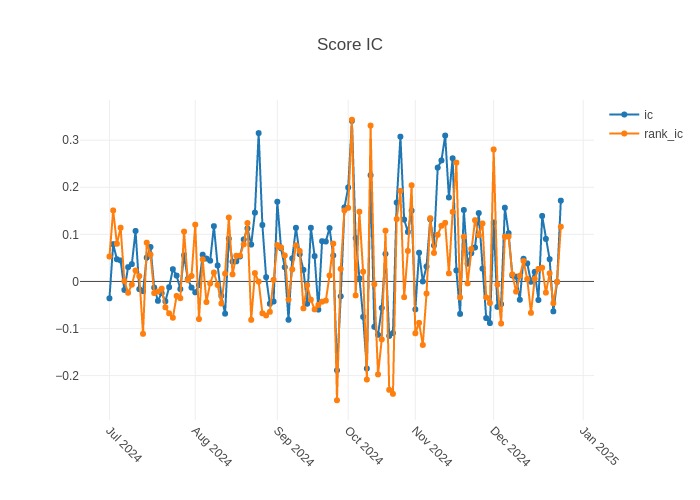 Score IC
ic
rank_ic
0.3
0.2
0.1
0
−0.1
−0.2
Jul 2024
Aug 2024
Sep 2024
Oct 2024
Nov 2024
Dec 2024
Jan 2025